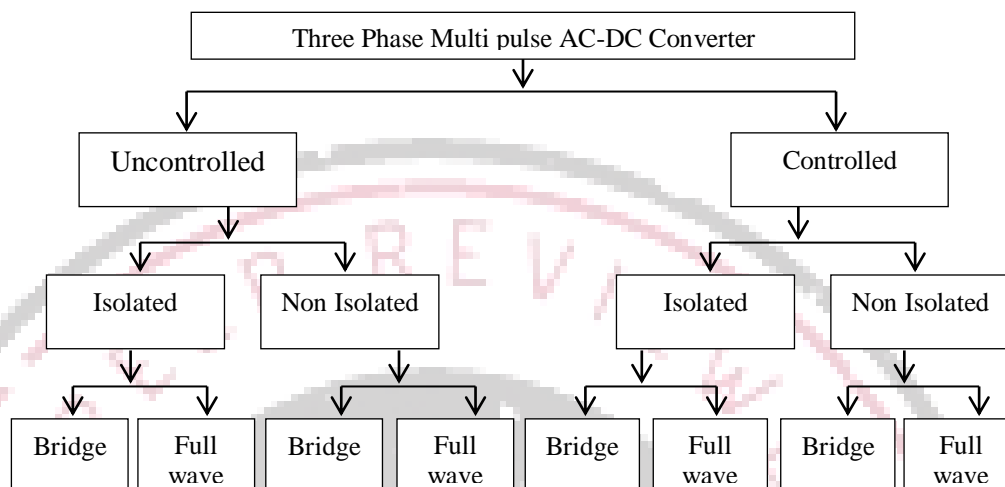 Three Phase Multi pulse AC-DC Converter
Uncontrolled
Controlled
Isolated
Non Isolated
Isolated
Non Isolated
Bridge
Full
wave
Bridge
Full
wave
Bridge
Full
wave
Bridge
Full
wave